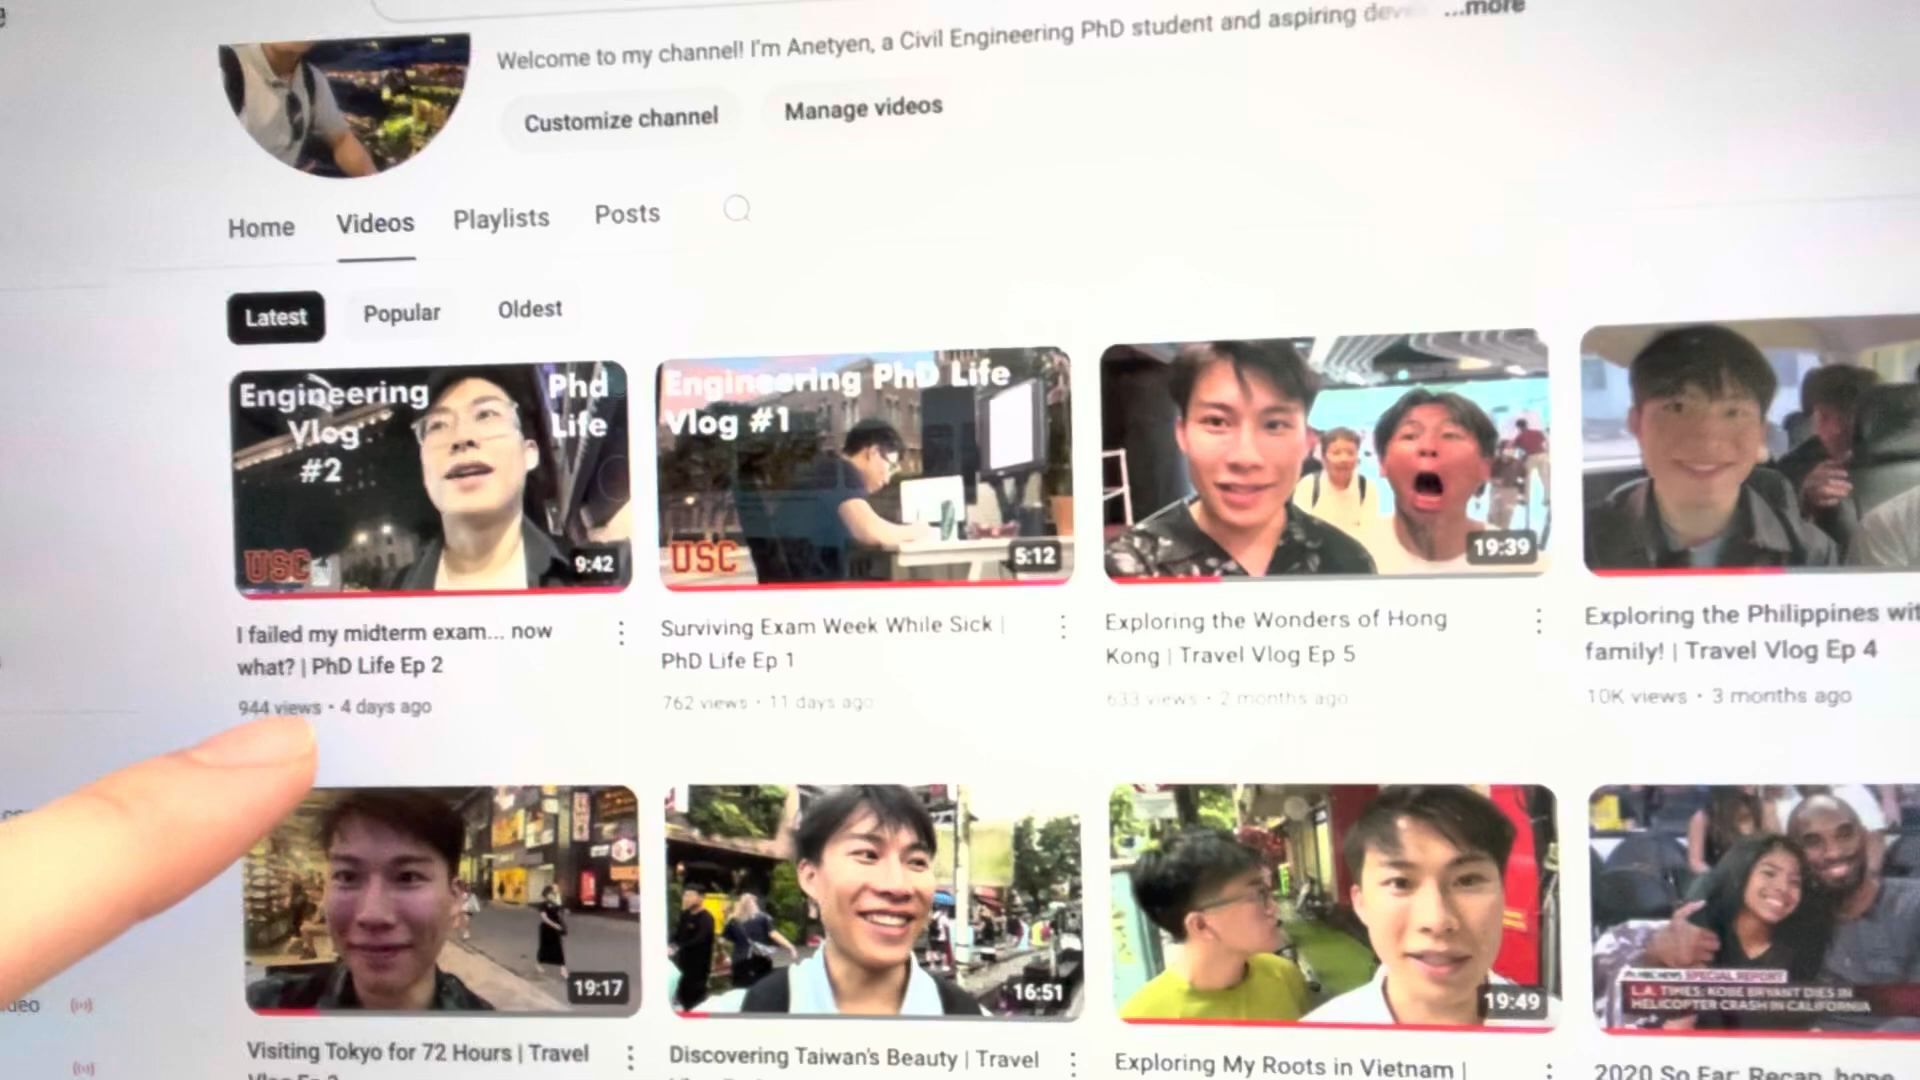 ...more
Welcome to my channel! I'm Anetyen, a Civil Engineering PhD student and aspiring
Customize channel
Manage videos
Home
Videos
Playlists
Posts
Latest
Popular
Oldest
Engineering
Vlog
#2
Phd
Life
USC
9:42
Engineering PhD Life
Vlog #1
USC
5:12
19:39
I failed my midterm exam... now
what? | PhD Life Ep 2
944 views • 4 days ago
Surviving Exam Week While Sick |
PhD Life Ep 1
762 views • 11 days ago
Exploring the Wonders of Hong
Kong | Travel Vlog Ep 5
633 views • 2 months ago
Exploring the Philippines
family! | Travel Vlog Ep 4
10K views • 3 months ago
19:17
16:51
19:49
SPECIAL REPORT
L.A. TIMES: KOBE BRYANT DIES IN
HELICOPTER CRASH IN CALIFORNIA
Visiting Tokyo for 72 Hours | Travel
Discovering Taiwan's Beauty | Travel
Exploring My Roots in Vietnam |
2020 So Far: Recap,